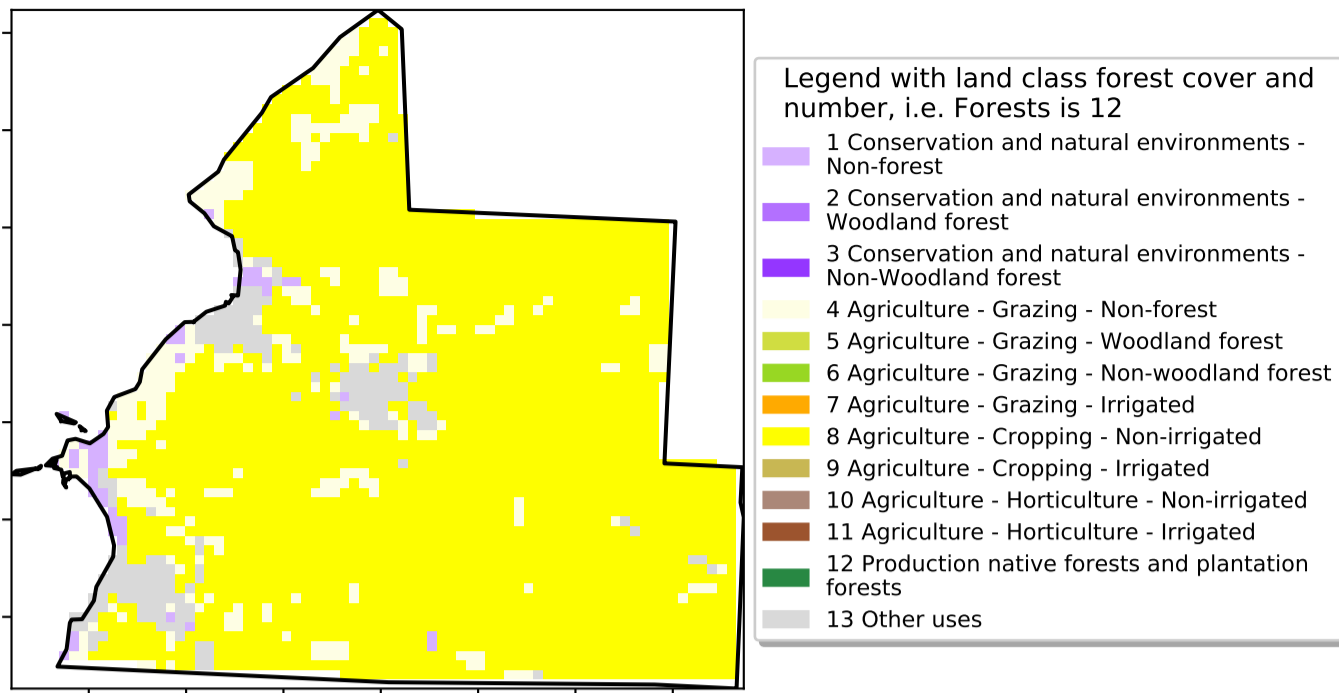 Legend with land class forest cover and
number, i.e. Forests is 12
1 Conservation and natural environments -
Non-forest
2 Conservation and natural environments -
Woodland forest
3 Conservation and natural environments -
Non-Woodland forest
4 Agriculture - Grazing - Non-forest
5 Agriculture - Grazing - Woodland forest
6 Agriculture - Grazing - Non-woodland forest
7 Agriculture - Grazing - Irrigated
8 Agriculture - Cropping - Non-irrigated
9 Agriculture - Cropping - Irrigated
10 Agriculture - Horticulture - Non-irrigated
11 Agriculture - Horticulture - Irrigated
12 Production native forests and plantation
forests
13 Other uses